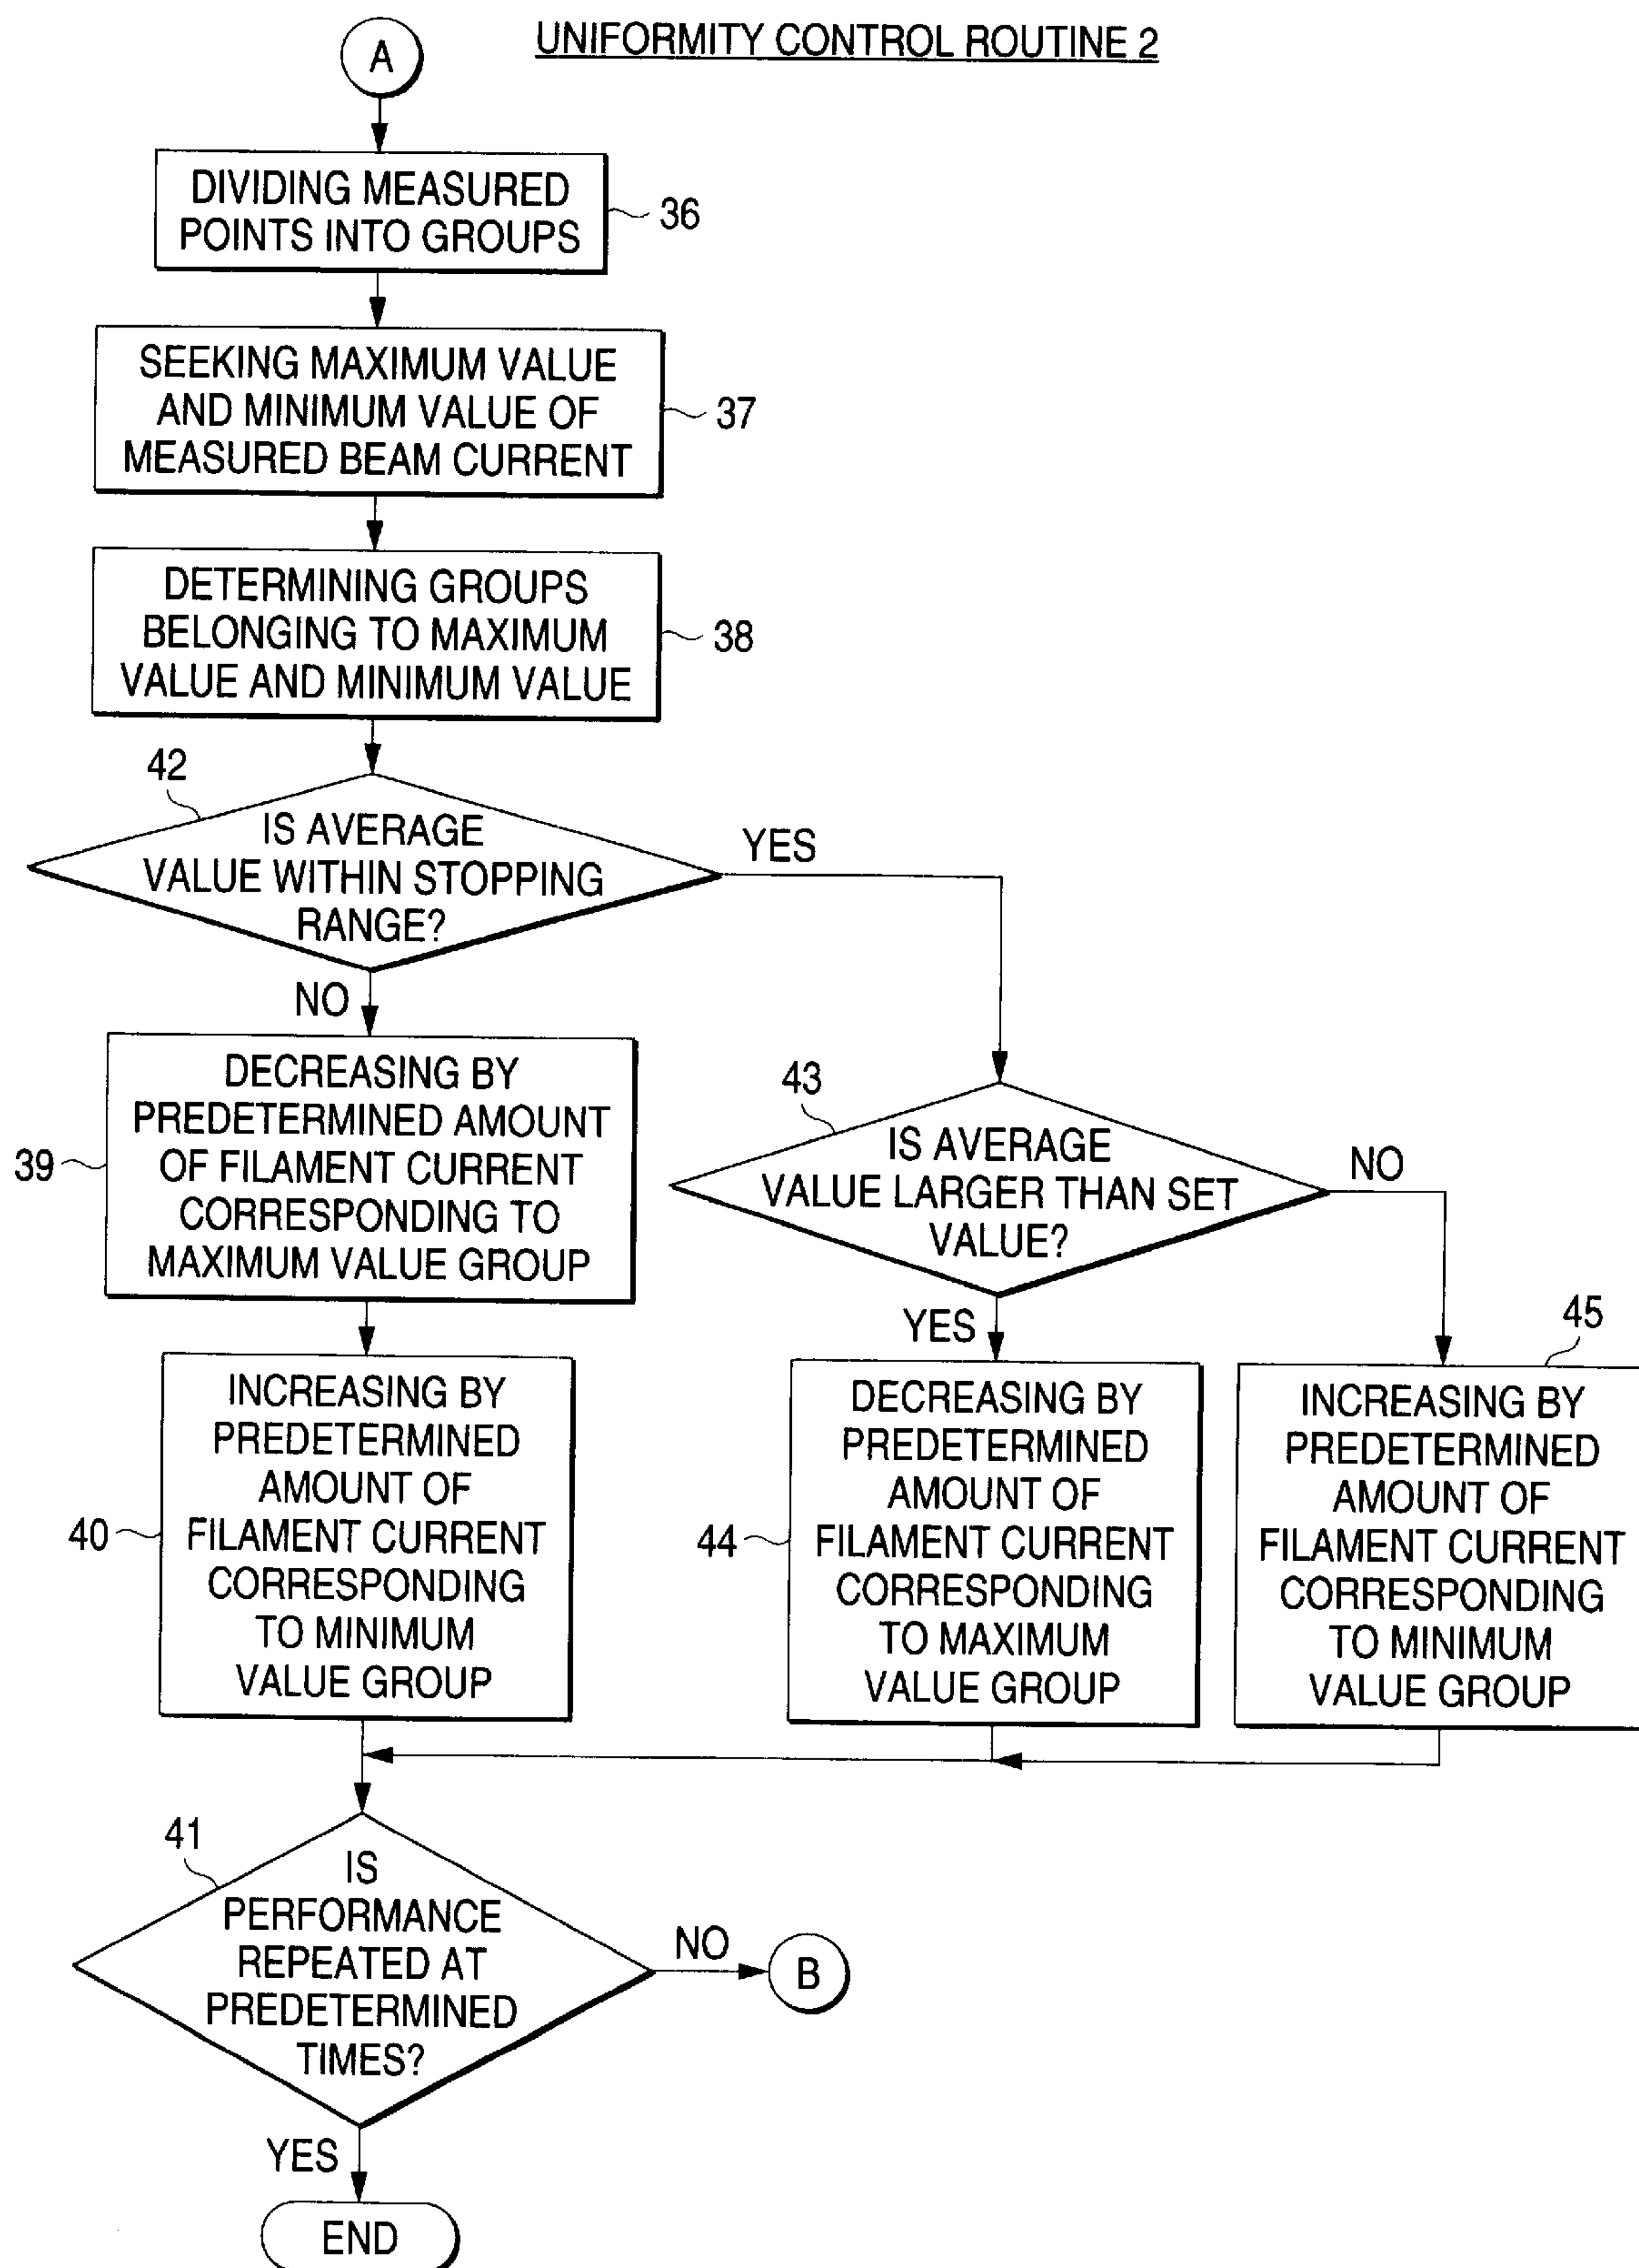 UNIFORMITY CONTROL ROUTINE 2
A
DIVIDING MEASURED
POINTS INTO GROUPS
36
SEEKING MAXIMUM VALUE
AND MINIMUM VALUE OF
MEASURED BEAM CURRENT
37
DETERMINING GROUPS
BELONGING TO MAXIMUM
VALUE AND MINIMUM VALUE
38
42
IS AVERAGE
VALUE WITHIN STOPPING
RANGE?
YES
NO
DECREASING BY
PREDETERMINED AMOUNT
OF FILAMENT CURRENT
CORRESPONDING TO
MAXIMUM VALUE GROUP
39
43
IS AVERAGE
VALUE LARGER THAN SET
VALUE?
NO
YES
INCREASING BY
PREDETERMINED
AMOUNT OF
FILAMENT CURRENT
CORRESPONDING
TO MINIMUM
VALUE GROUP
40
DECREASING BY
PREDETERMINED
AMOUNT OF
FILAMENT CURRENT
CORRESPONDING
TO MAXIMUM
VALUE GROUP
44
45
INCREASING BY
PREDETERMINED
AMOUNT OF
FILAMENT CURRENT
CORRESPONDING
TO MINIMUM
VALUE GROUP
41
IS
PERFORMANCE
REPEATED AT
PREDETERMINED
TIMES?
NO
B
YES
END